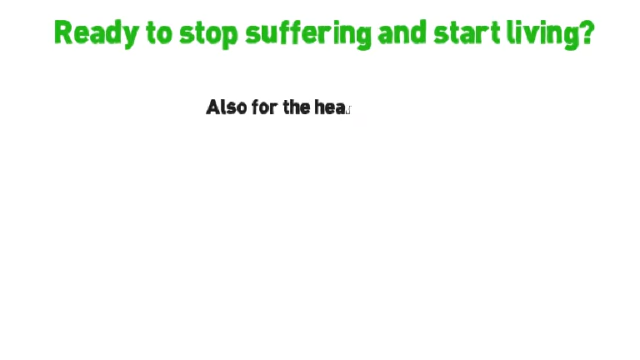 Ready to stop suffering and start living?
Also for the hea